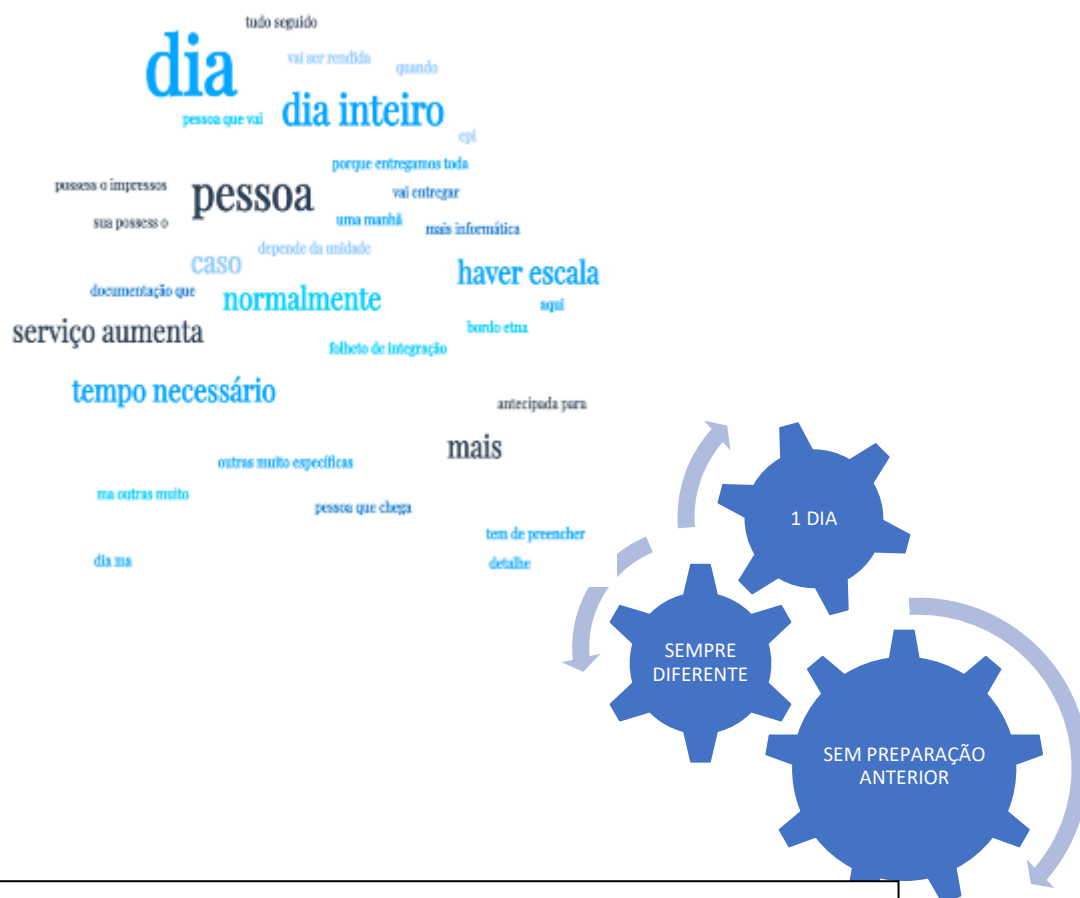 tudo seguido
dia
vai ser rendida
quando
dia inteiro
pessoa que vai
epi
porque entregamos toda
possess o impressos
vai entregar
pessoa
uma manhã
sua possess o
mais informática
depende da unidade
caso
haver escala
documentação que
normalmente
aqui
serviço aumenta
bordo etna
folheto de integração
tempo necessário
antecipada para
mais
outras muito específicas
ma outras muito
pessoa que chega
tem de preencher
dia ma
detalhe
1 DIA
SEMPRE
DIFERENTE
SEM PREPARAÇÃO
ANTERIOR